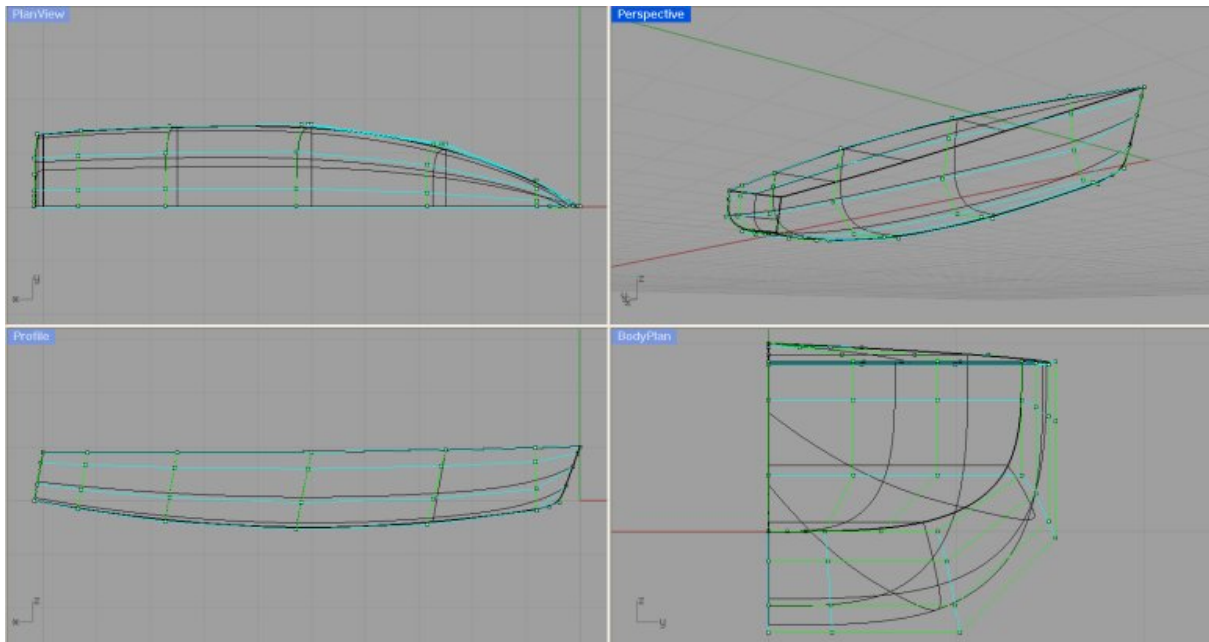 PlanView
Perspective
y
x
z
y
x
Profile
BodyPlan
z
x
z
y